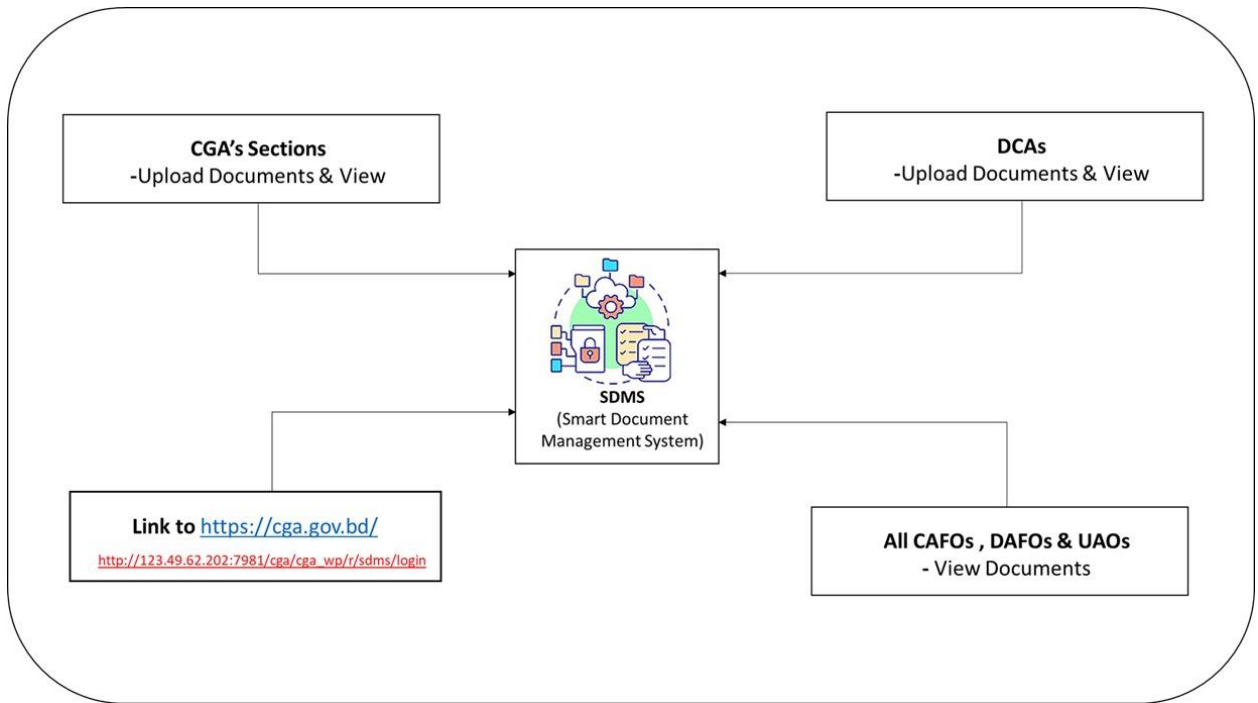 CGA's Sections
-Upload Documents & View
DCAs
-Upload Documents & View
SDMS
(Smart Document
Management System)
Link to https://cga.gov.bd/
http://123.49.62.202:7981/cga/cga_wp/r/sdms/login
All CAFOs , DAFOs & UAOs
- View Documents